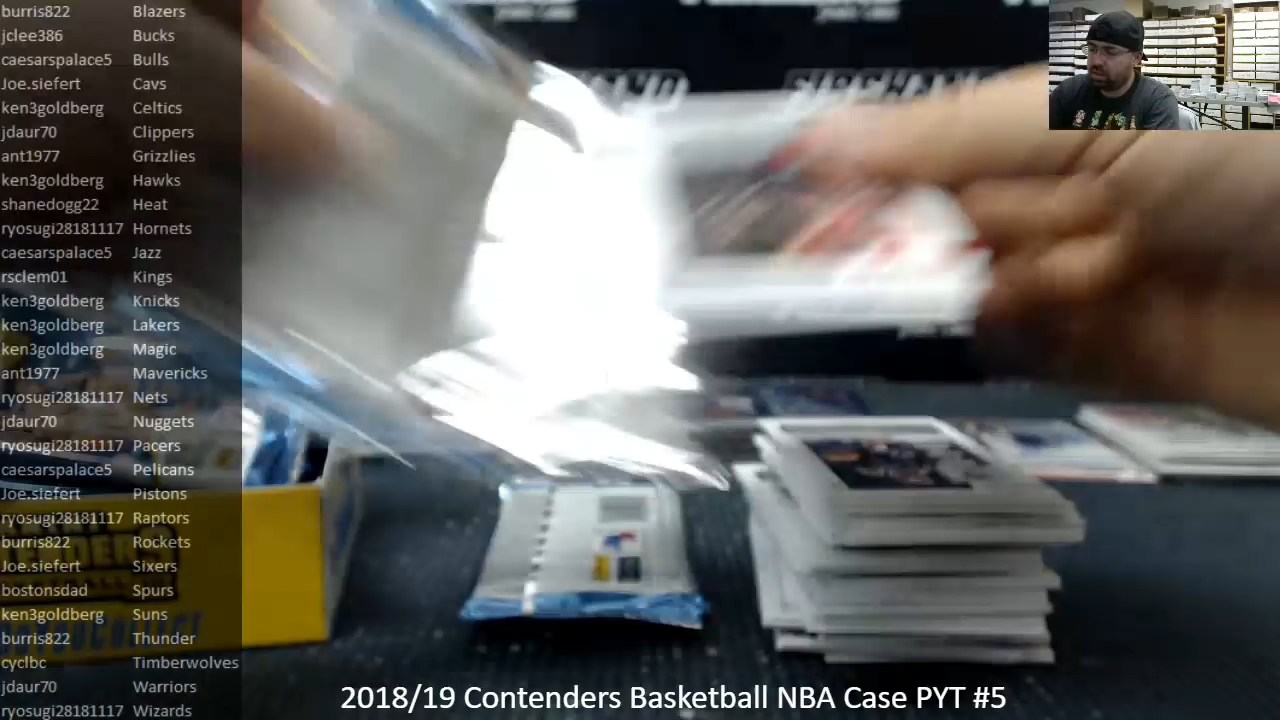 burris822 Blazers
jclee386 Bucks
caesarspalace5 Bulls
Joe.siefert Cavs
ken3goldberg Celtics
jdaur70 Clippers
ant1977 Grizzlies
ken3goldberg Hawks
shanedogg22 Heat
ryosugi28181117 Hornets
caesarspalace5 Jazz
rsclem01 Kings
ken3goldberg Knicks
ken3goldberg Lakers
ken3goldberg Magic
ant1977 Mavericks
ryosugi28181117 Nets
jdaur70 Nuggets
ryosugi28181117 Pacers
caesarspalace5 Pelicans
Joe.siefert Pistons
ryosugi28181117 Raptors
burris822 Rockets
Joe.siefert Sixers
bostonsdad Spurs
ken3goldberg Suns
burris822 Thunder
cyclbc Timberwolves
jdaur70 Warriors
ryosugi28181117 Wizards
2018/19 Contenders Basketball NBA Case PYT #5